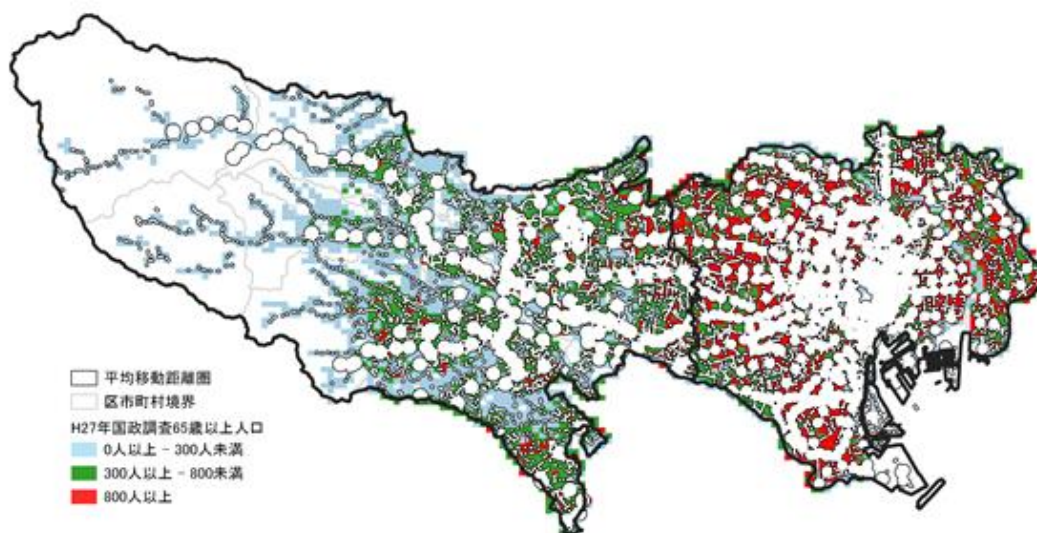 平均移動距離圏
区市町村境界
H27年国政調査65歳以上人口
0人以上 - 300人未満
300人以上 - 800未満
800人以上